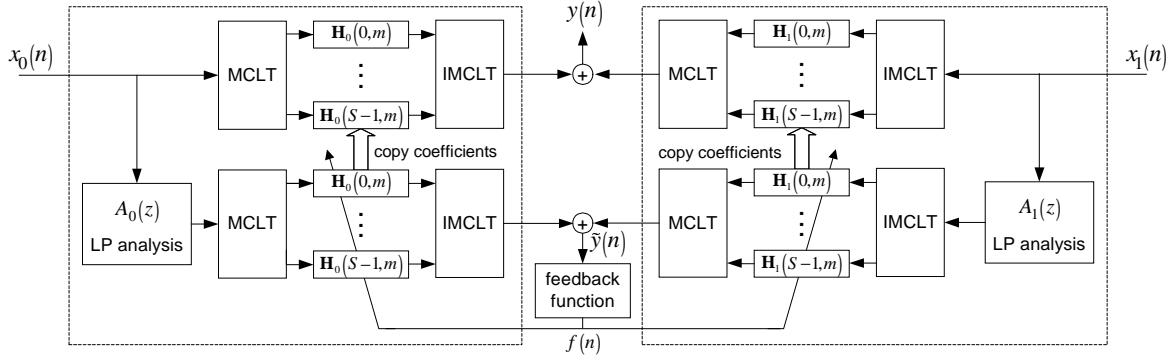 x₀(n)
MCLT
H₀(0,m)
⋮
H₀(S−1,m)
IMCLT
y(n)
+
MCLT
H₁(0,m)
⋮
H₁(S−1,m)
IMCLT
x₁(n)
copy coefficients
copy coefficients
A₀(z)
LP analysis
MCLT
H₀(0,m)
⋮
H₀(S−1,m)
IMCLT
+
ỹ(n)
feedback
function
f(n)
MCLT
H₁(0,m)
⋮
H₁(S−1,m)
IMCLT
A₁(z)
LP analysis